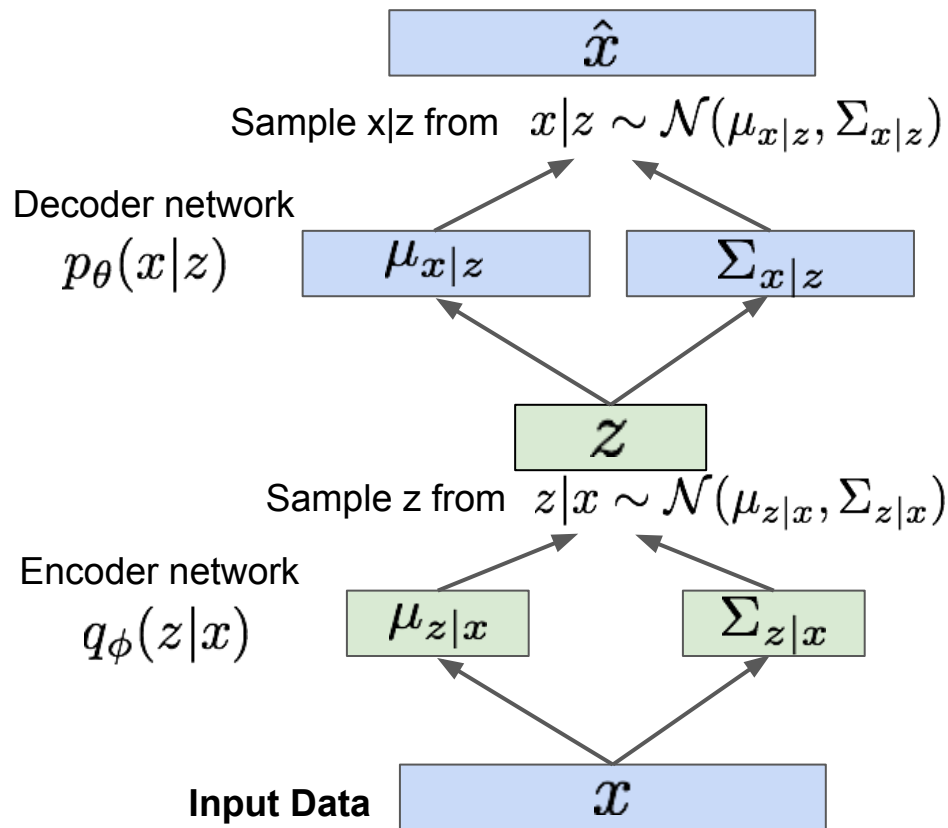 x̂
Sample x|z from x|z ∼ 𝒩(μ_{x|z}, Σ_{x|z})
Decoder network
p_θ(x|z)
μ_{x|z} Σ_{x|z}
z
Sample z from z|x ∼ 𝒩(μ_{z|x}, Σ_{z|x})
Encoder network
q_ϕ(z|x)
μ_{z|x} Σ_{z|x}
Input Data x